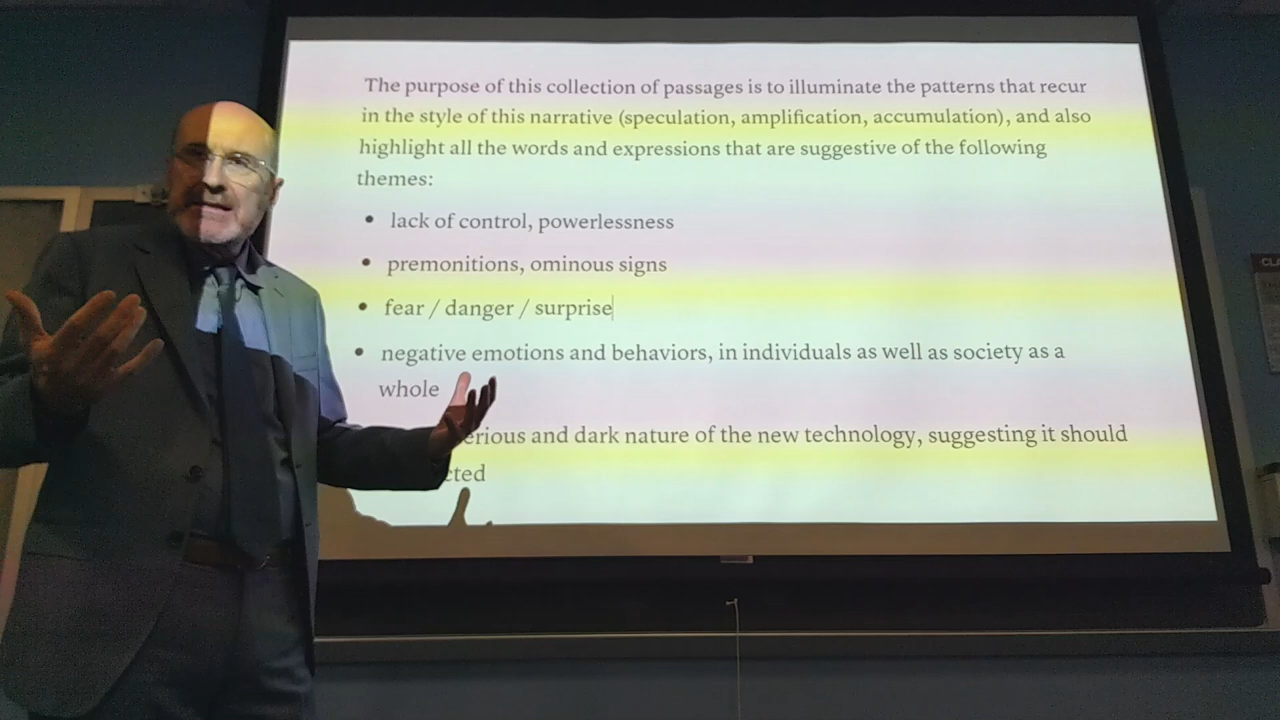 The purpose of this collection of passages is to illuminate the patterns that recur
in the style of this narrative (speculation, amplification, accumulation), and also
highlight all the words and expressions that are suggestive of the following
themes:
• lack of control, powerlessness
• premonitions, ominous signs
• fear / danger / surprise
• negative emotions and behaviors, in individuals as well as society as a
whole
erious and dark nature of the new technology, suggesting it should
cted
CL